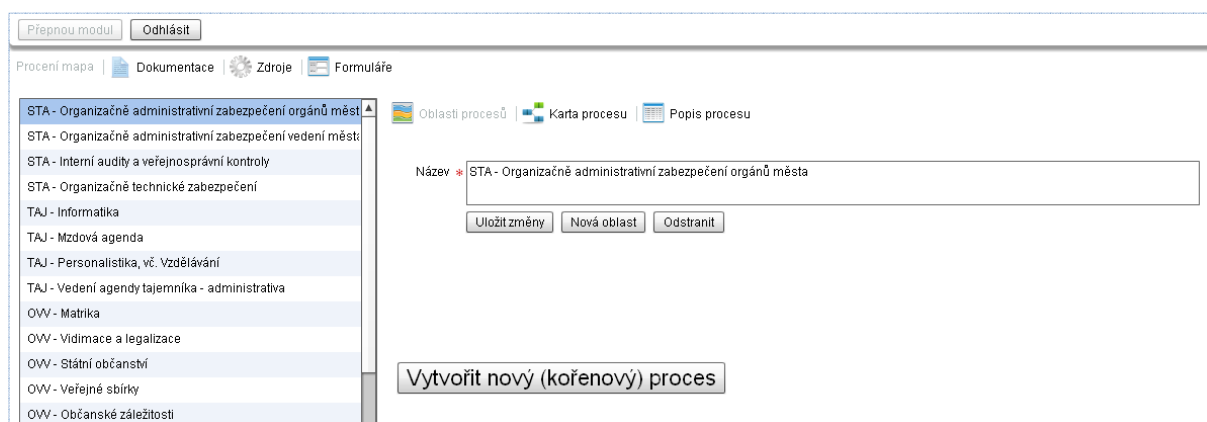 Přepnou modul Odhlásit
Procení mapa Dokumentace Zdroje Formuláře
STA - Organizačně administrativní zabezpečení orgánů měst
STA - Organizačně administrativní zabezpečení vedení města
STA - Interní audity a veřejnosprávní kontroly
STA - Organizačně technické zabezpečení
TAJ - Informatika
TAJ - Mzdová agenda
TAJ - Personalistika, vč. Vzdělávání
TAJ - Vedení agendy tajemníka - administrativa
OVV - Matrika
OVV - Vidimace a legalizace
OVV - Státní občanství
OVV - Veřejné sbírky
OVV - Občanské záležitosti
Oblasti procesů Karta procesu Popis procesu
Název * STA - Organizačně administrativní zabezpečení orgánů města
Uložit změny Nová oblast Odstranit
Vytvořit nový (kořenový) proces